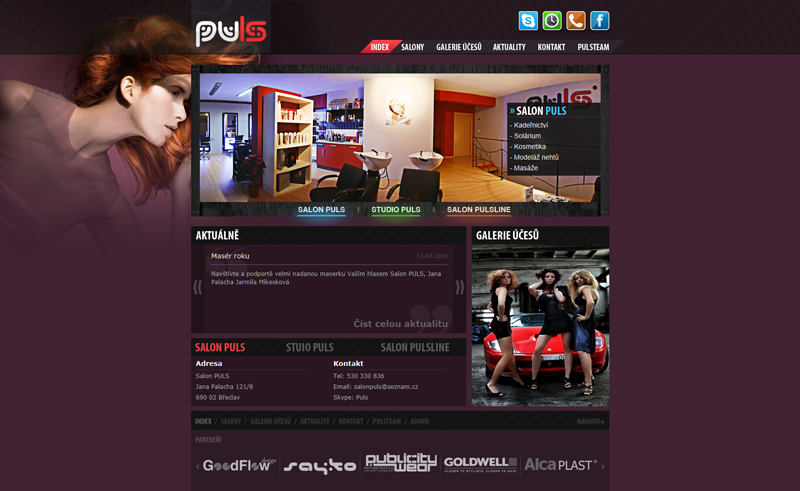 puls
INDEX SALONY GALERIE ÚČESŮ AKTUALITY KONTAKT PULSTEAM
puls
» SALON PULS
- Kadeřnictví
- Solárium
- Kosmetika
- Modeláž nehtů
- Masáže
SALON PULS | STUDIO PULS | SALON PULSLINE
AKTUÁLNĚ
Masér roku 11.07.2011
Navštivte a podpořte velmi nadanou maserku Vaším hlasem Salon PULS, Jana
Palacha Jarmila Mikesková
Číst celou aktualitu
GALERIE ÚČESŮ
SALON PULS STUIO PULS SALON PULSLINE
Adresa
Salon PULS
Jana Palacha 121/8
690 02 Břeclav
Kontakt
Tel: 530 330 836
Email: salonpuls@seznam.cz
Skype: Puls
INDEX / SALONY / GALERIE ÚČESŮ / AKTUALITY / KONTAKT / PULSTEAM / ADMIN NAHORU
PARTNEŘI
GOODFLOW design sayko publicity wear GOLDWELL AlcaPLAST